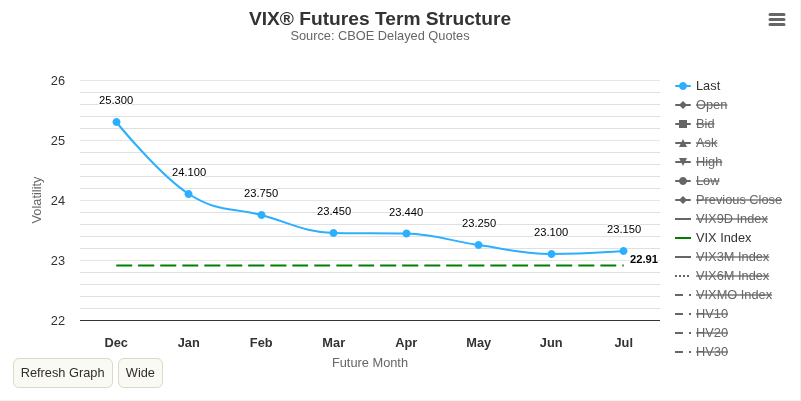 VIX® Futures Term Structure
Source: CBOE Delayed Quotes
Volatility
26
25
24
23
22
25.300
24.100
23.750
23.450
23.440
23.250
23.100
23.150
22.91
Dec Jan Feb Mar Apr May Jun Jul
Future Month
Last
Open
Bid
Ask
High
Low
Previous Close
VIX9D Index
VIX Index
VIX3M Index
VIX6M Index
VIXMO Index
HV10
HV20
HV30
Refresh Graph Wide